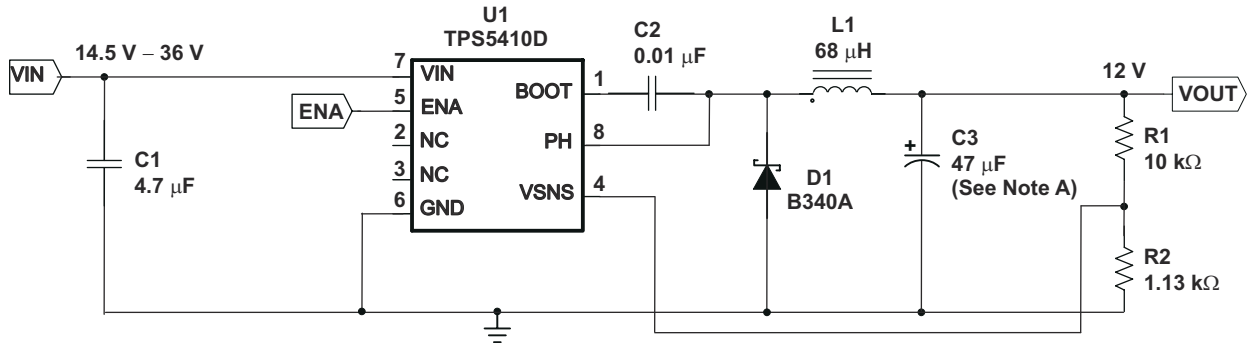 U1
TPS5410D
VIN
14.5 V – 36 V
7
VIN
5
ENA
ENA
2
NC
3
NC
6
GND
BOOT
1
PH
8
VSNS
4
C1
4.7 μF
C2
0.01 μF
L1
68 μH
D1
B340A
C3
47 μF
(See Note A)
+
12 V
VOUT
R1
10 kΩ
R2
1.13 kΩ